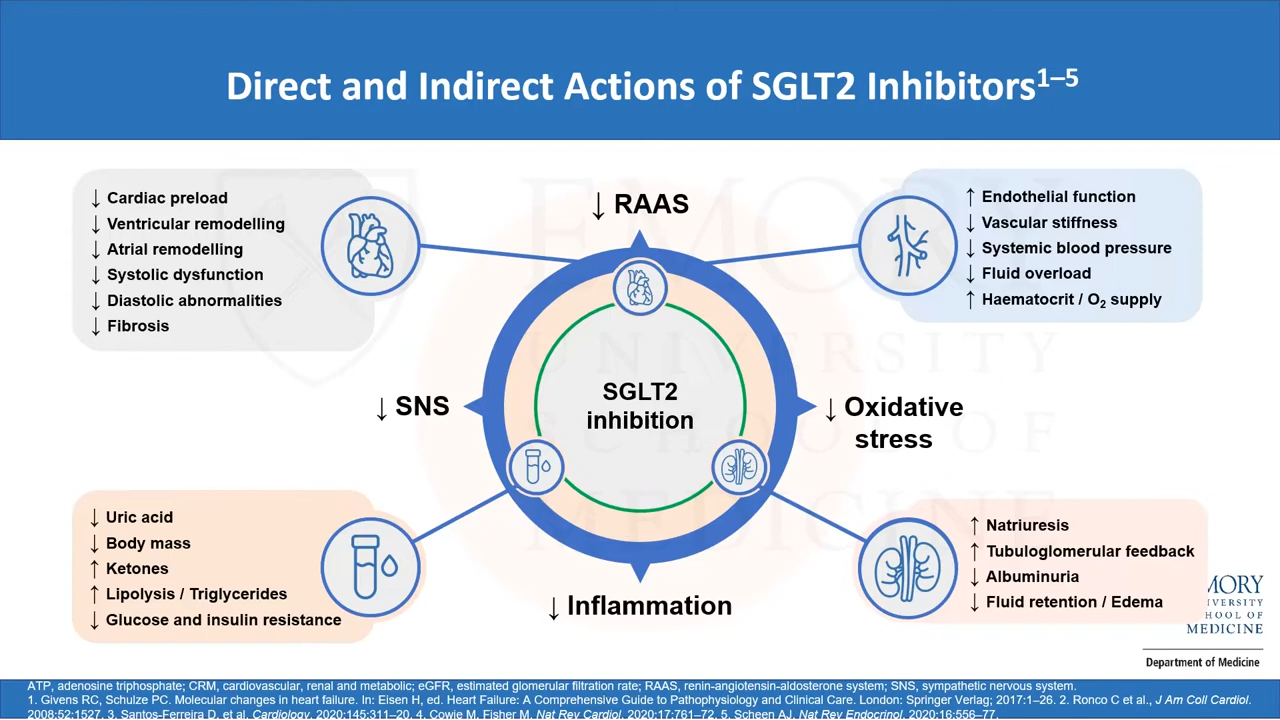 Direct and Indirect Actions of SGLT2 Inhibitors1–5
↓ Cardiac preload
↓ Ventricular remodelling
↓ Atrial remodelling
↓ Systolic dysfunction
↓ Diastolic abnormalities
↓ Fibrosis
↓ RAAS
↑ Endothelial function
↓ Vascular stiffness
↓ Systemic blood pressure
↓ Fluid overload
↑ Haematocrit / O2 supply
↓ SNS
SGLT2
inhibition
↓ Oxidative
stress
↓ Uric acid
↓ Body mass
↑ Ketones
↑ Lipolysis / Triglycerides
↓ Glucose and insulin resistance
↓ Inflammation
↑ Natriuresis
↑ Tubuloglomerular feedback
↓ Albuminuria
↓ Fluid retention / Edema
EMORY
UNIVERSITY
SCHOOL OF
MEDICINE
MORY
IVERSITY
HOOL OF
MEDICINE
Department of Medicine
ATP, adenosine triphosphate; CRM, cardiovascular, renal and metabolic; eGFR, estimated glomerular filtration rate; RAAS, renin-angiotensin-aldosterone system; SNS, sympathetic nervous system.
1. Givens RC, Schulze PC. Molecular changes in heart failure. In: Eisen H, ed. Heart Failure: A Comprehensive Guide to Pathophysiology and Clinical Care. London: Springer Verlag; 2017:1–26. 2. Ronco C et al., J Am Coll Cardiol.
2008;52:1527. 3. Santos-Ferreira D, et al. Cardiology. 2020;145:311–20. 4. Cowie M, Fisher M. Nat Rev Cardiol. 2020;17:761–72. 5. Scheen AJ. Nat Rev Endocrinol. 2020;16:556–77.